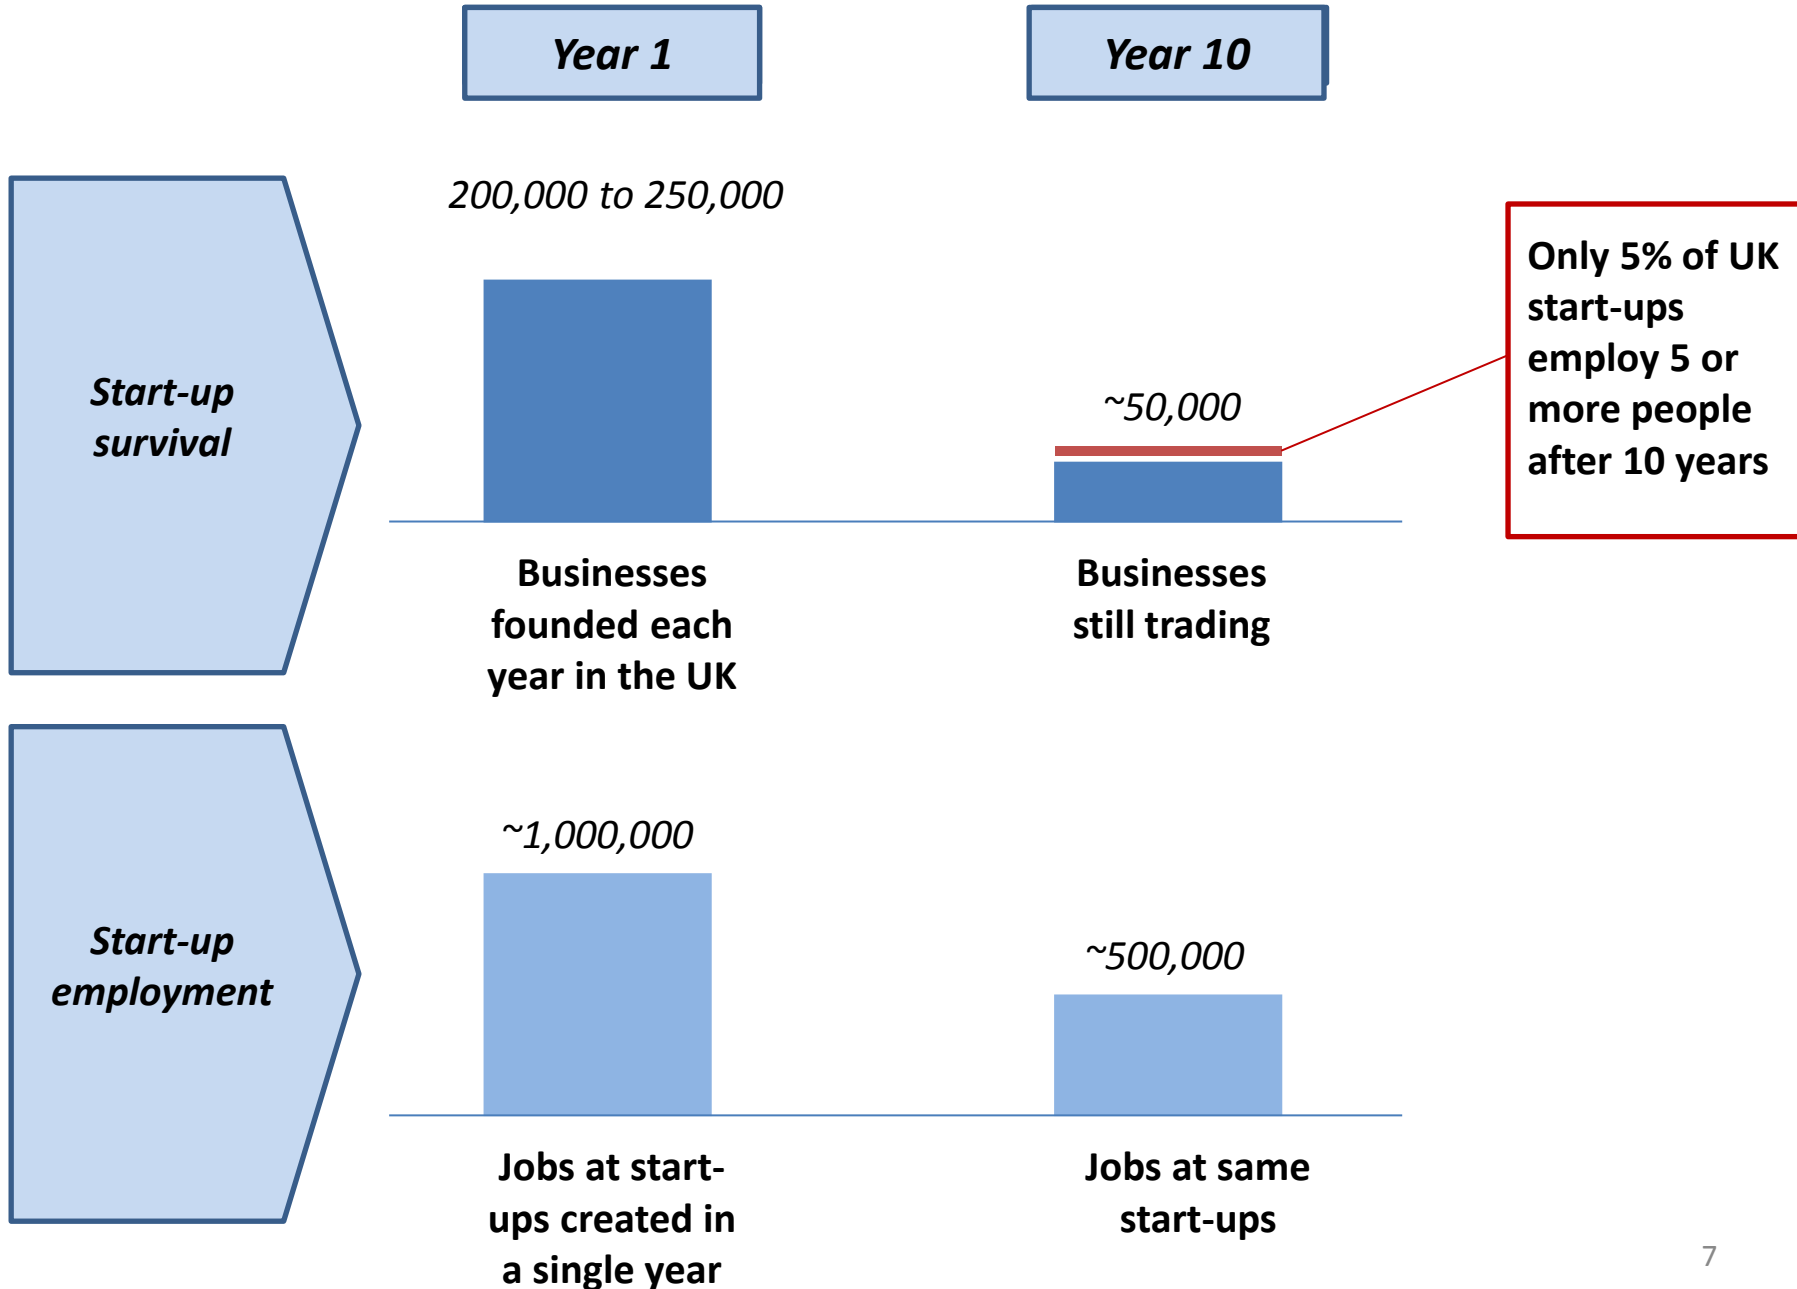 Year 1
Year 10
Start-up
survival
200,000 to 250,000
~50,000
Only 5% of UK
start-ups
employ 5 or
more people
after 10 years
Businesses
founded each
year in the UK
Businesses
still trading
Start-up
employment
~1,000,000
~500,000
Jobs at start-
ups created in
a single year
Jobs at same
start-ups
7